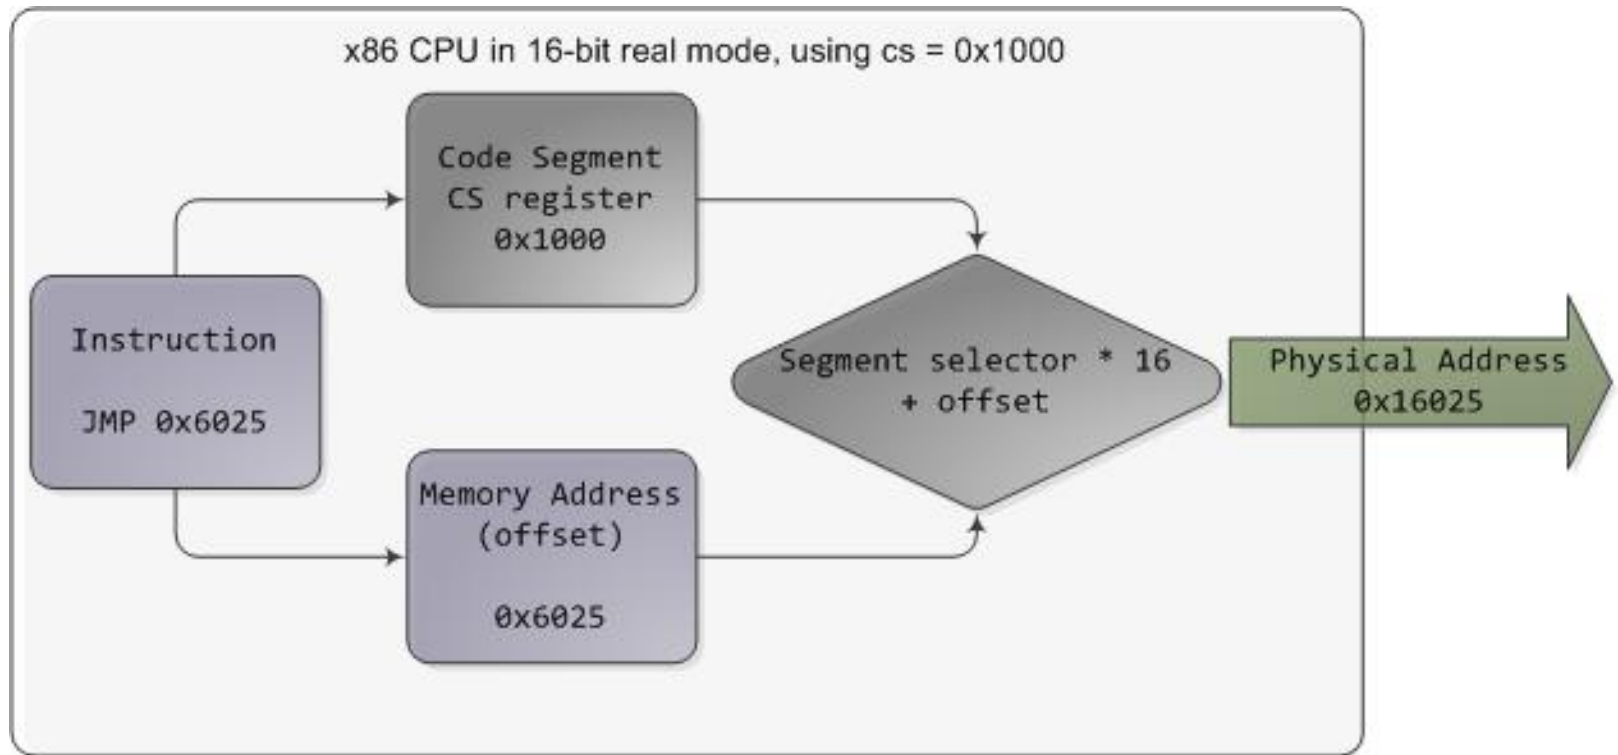 x86 CPU in 16-bit real mode, using cs = 0x1000
Code Segment
CS register
0x1000
Instruction
JMP 0x6025
Memory Address
(offset)
0x6025
Segment selector * 16
+ offset
Physical Address
0x16025